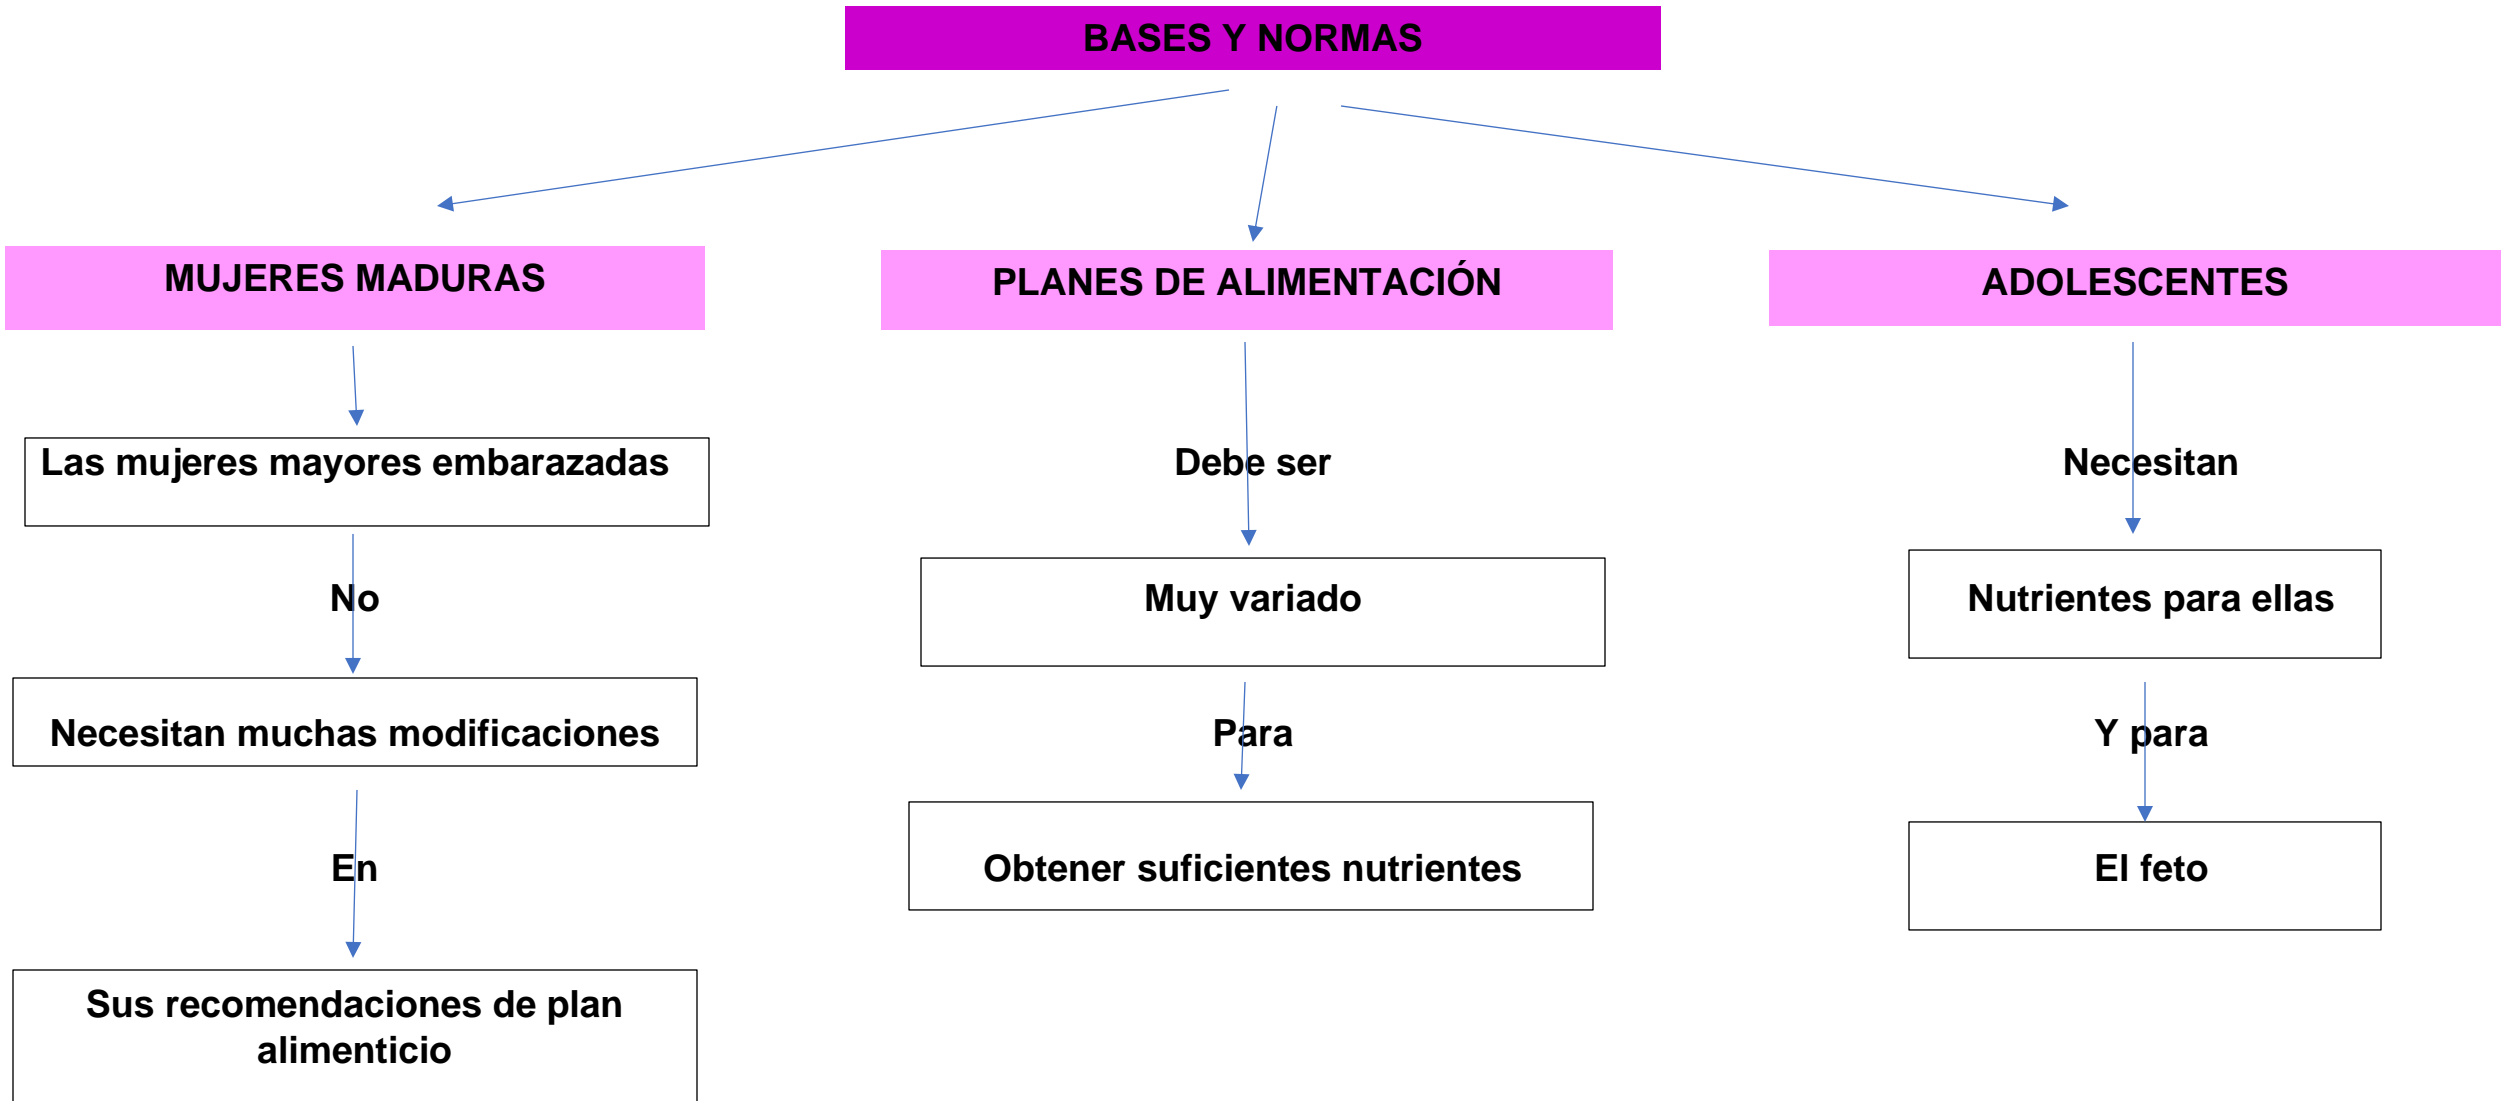 BASES Y NORMAS
MUJERES MADURAS
PLANES DE ALIMENTACIÓN
ADOLESCENTES
Las mujeres mayores embarazadas
Debe ser
Necesitan
No
Muy variado
Nutrientes para ellas
Necesitan muchas modificaciones
Para
Y para
En
Obtener suficientes nutrientes
El feto
Sus recomendaciones de plan
alimenticio